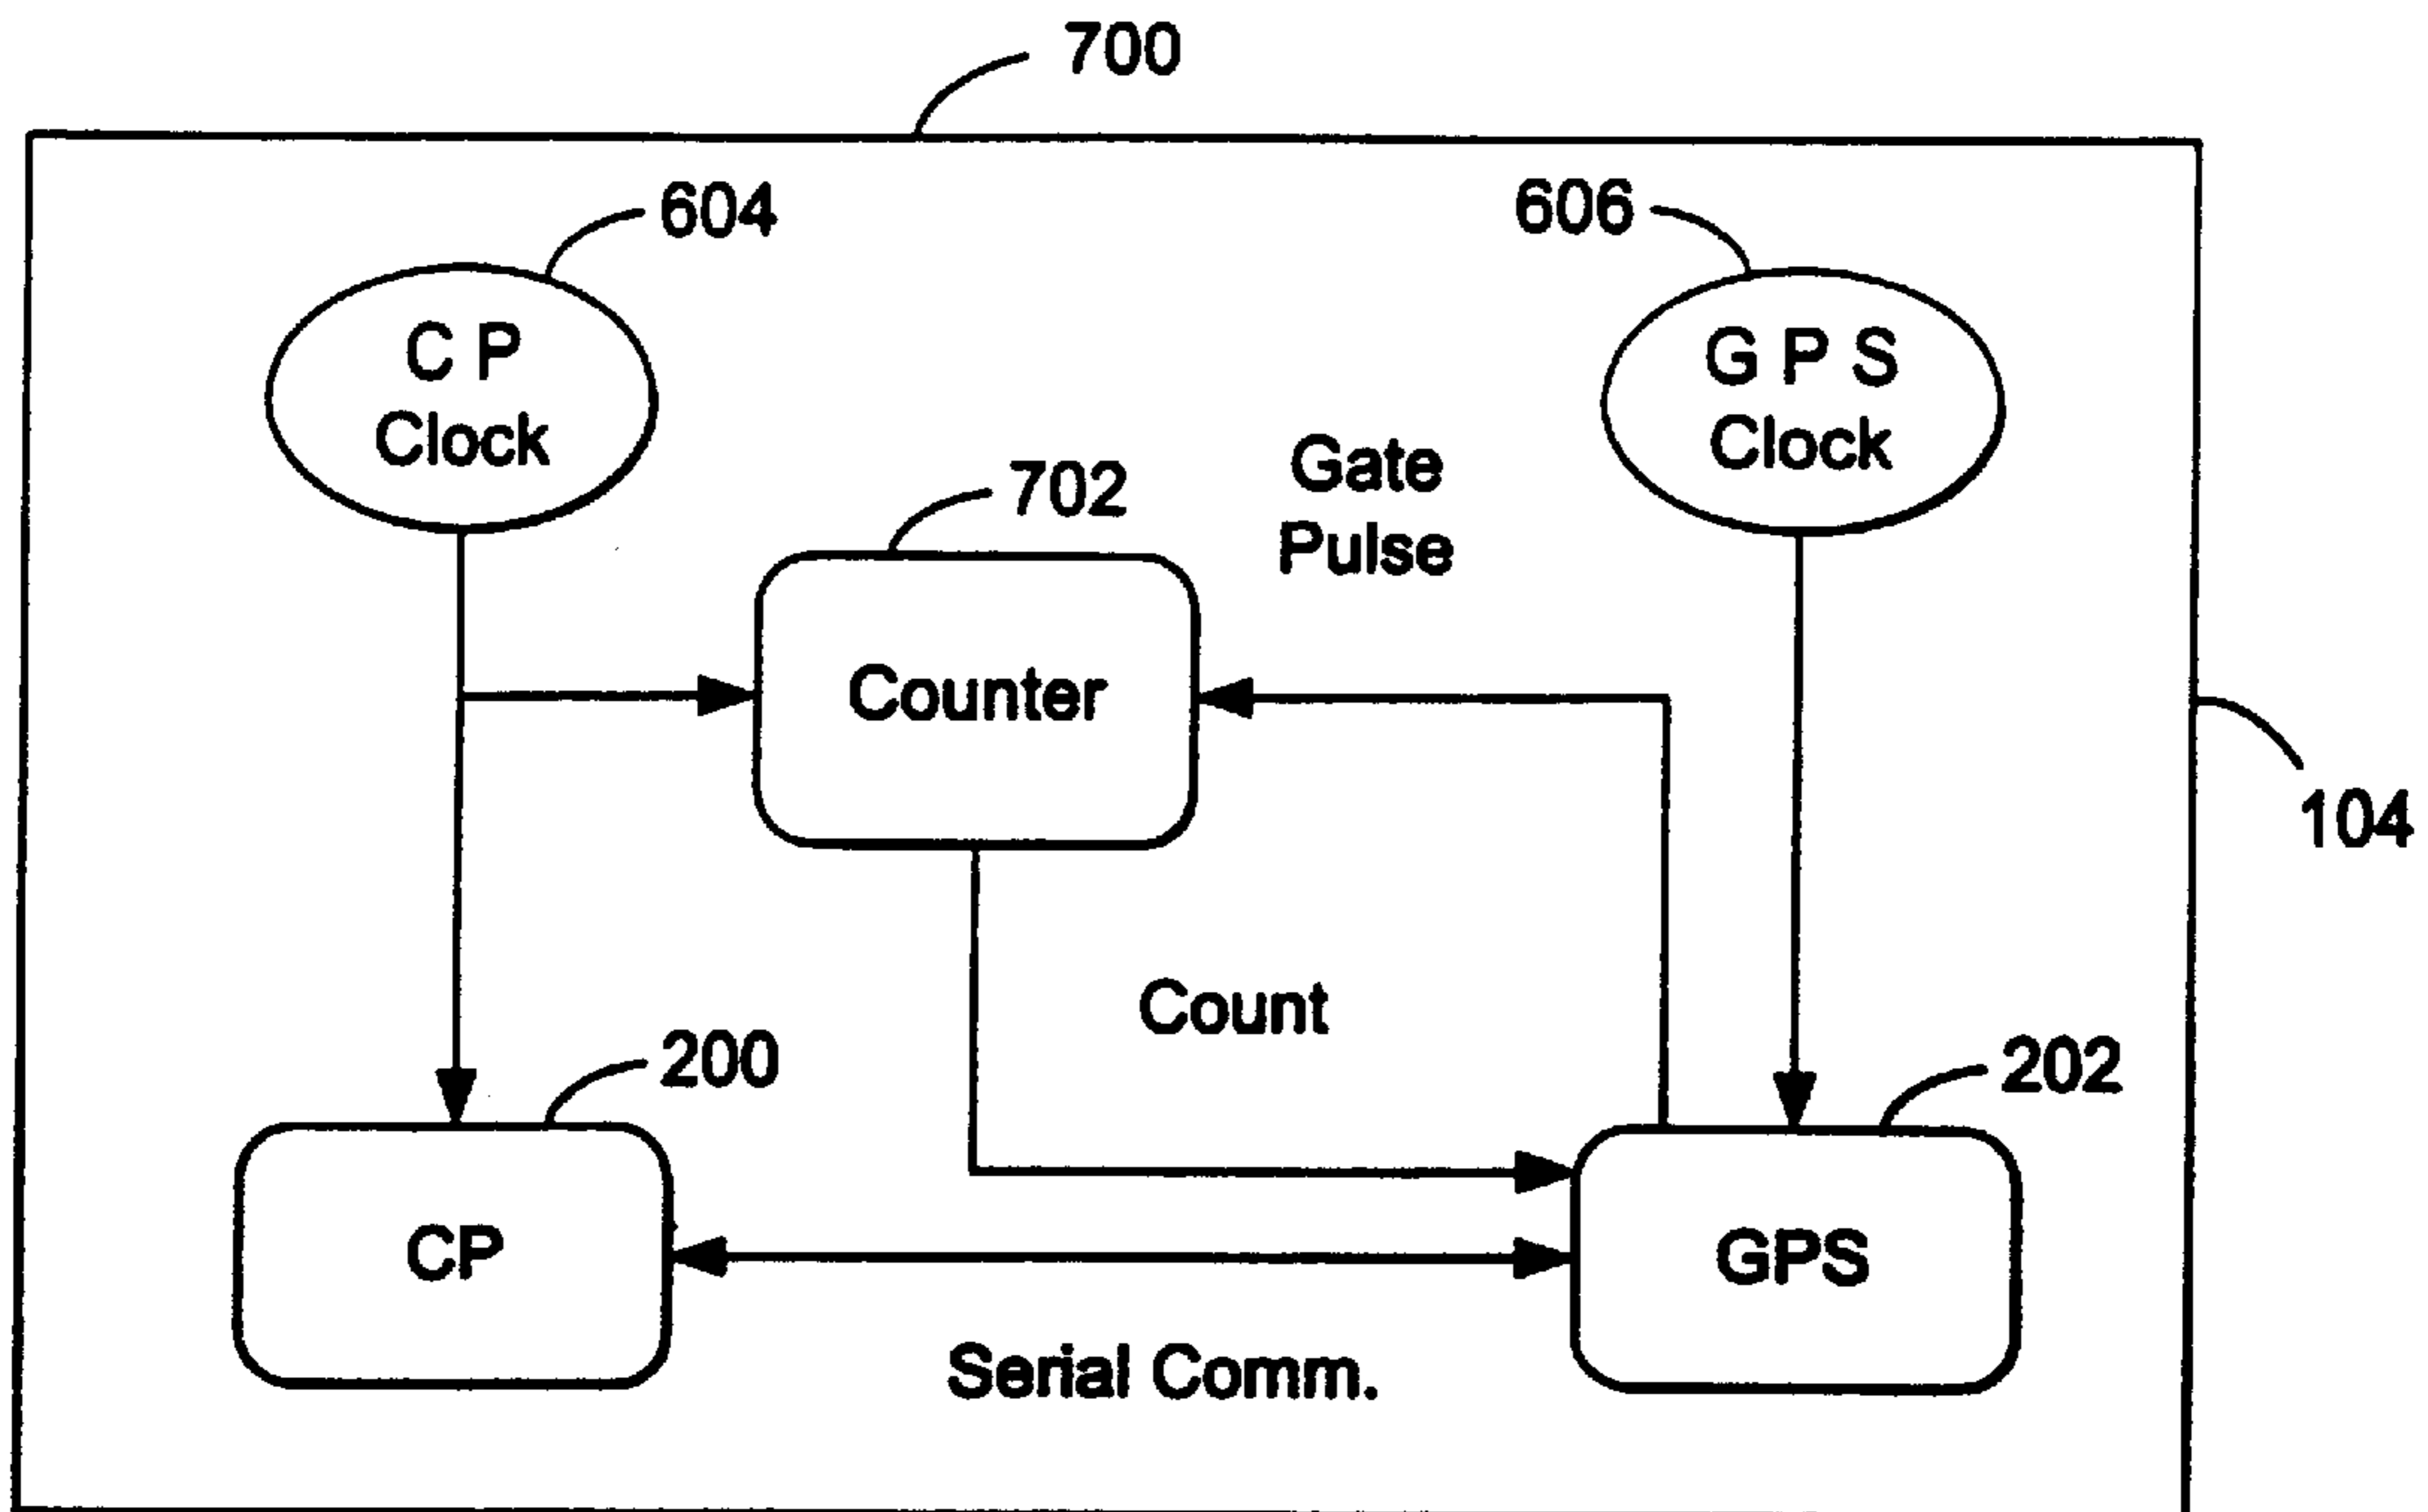 700
604
606
C P
Clock
G P S
Clock
702
Gate
Pulse
Counter
104
Count
200
202
CP
GPS
Serial Comm.